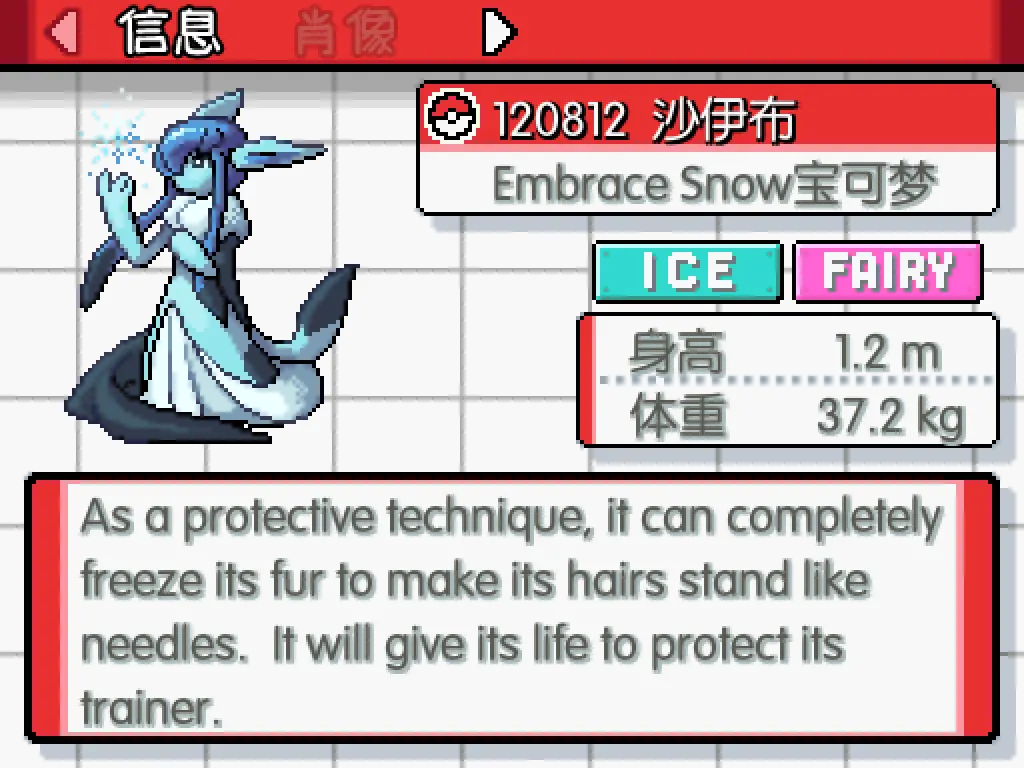 信息 肖像
120812 沙伊布
Embrace Snow宝可梦
ICE FAIRY
身高 1.2 m
体重 37.2 kg
As a protective technique, it can completely
freeze its fur to make its hairs stand like
needles. It will give its life to protect its
trainer.